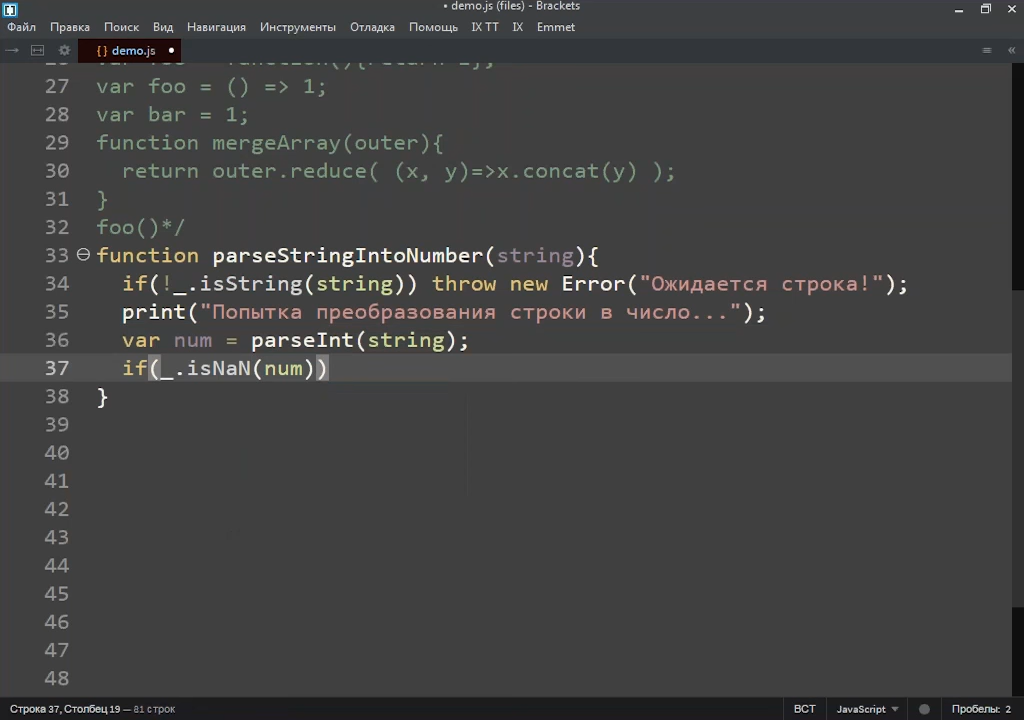 • demo.js (files) - Brackets
Файл Правка Поиск Вид Навигация Инструменты Отладка Помощь IX TT IX Emmet
{} demo.js •
27 var foo = () => 1;
28 var bar = 1;
29 function mergeArray(outer){
30 return outer.reduce( (x, y)=>x.concat(y) );
31 }
32 foo()*/
33 function parseStringIntoNumber(string){
34 if(!_.isString(string)) throw new Error("Ожидается строка!");
35 print("Попытка преобразования строки в число...");
36 var num = parseInt(string);
37 if(_.isNaN(num))
38 }
39
40
41
42
43
44
45
46
47
48
Строка 37, Столбец 19 — 81 строк ВСТ JavaScript Пробелы: 2